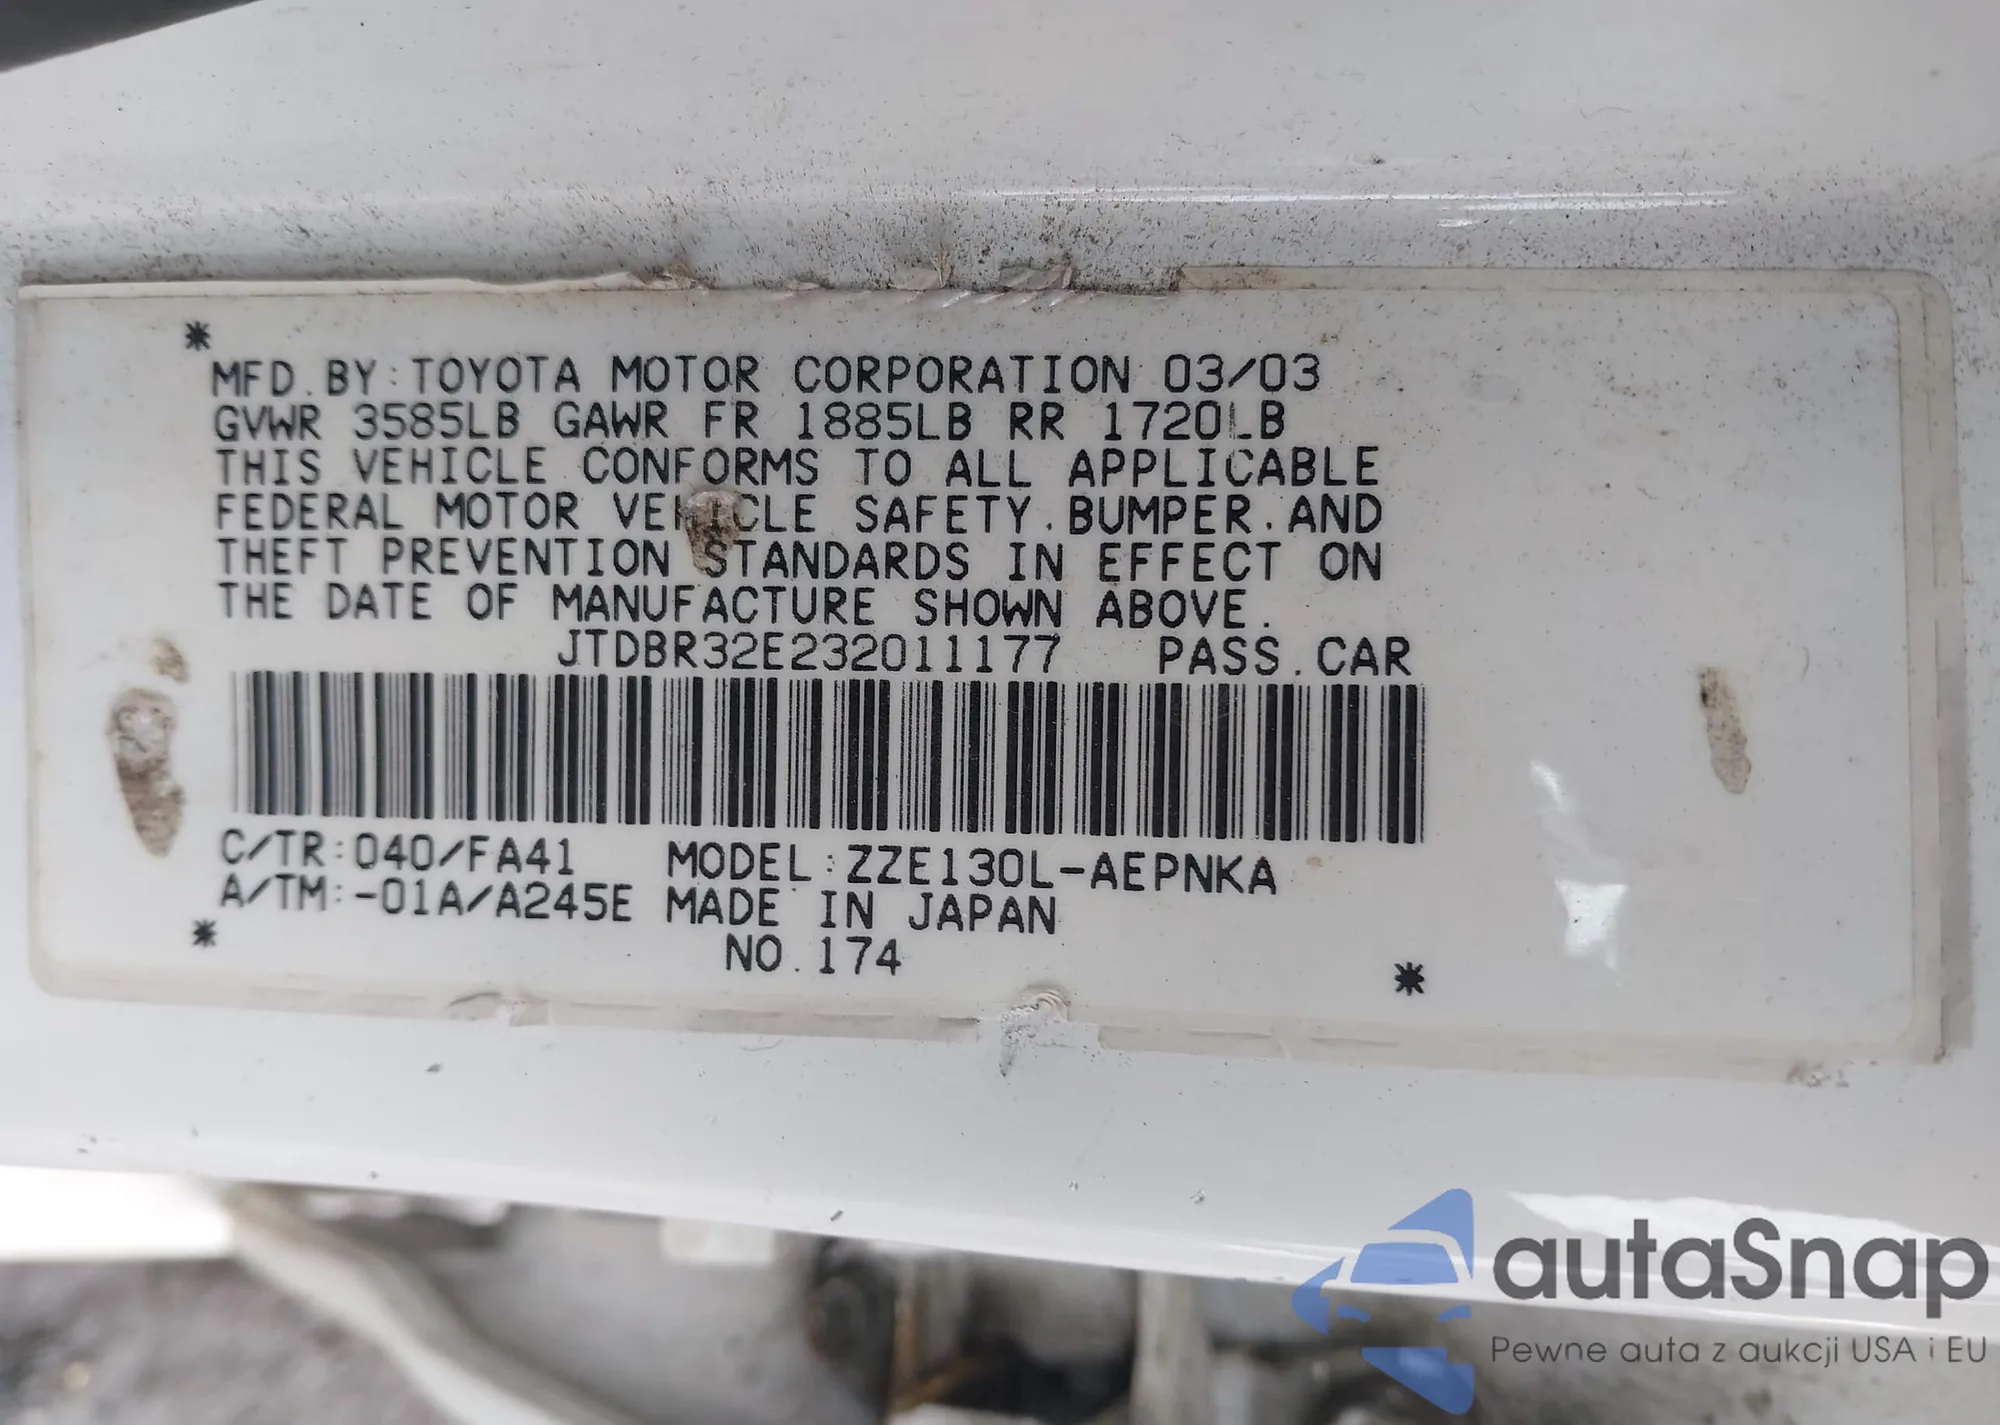 *
MFD.BY:TOYOTA MOTOR CORPORATION 03/03
GVWR 3585LB GAWR FR 1885LB RR 1720LB
THIS VEHICLE CONFORMS TO ALL APPLICABLE
FEDERAL MOTOR VEHICLE SAFETY.BUMPER.AND
THEFT PREVENTION STANDARDS IN EFFECT ON
THE DATE OF MANUFACTURE SHOWN ABOVE.
JTDBR32E232011177 PASS.CAR
C/TR:040/FA41 MODEL:ZZE130L-AEPNKA
A/TM:-01A/A245E MADE IN JAPAN
* NO.174 *
autaSnap
Pewne auta z aukcji USA i EU